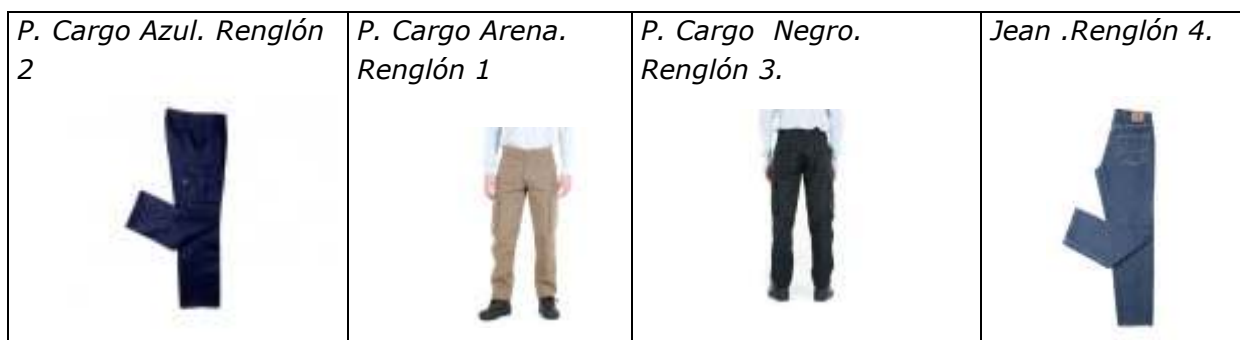 P. Cargo Azul. Renglón
2
P. Cargo Arena.
Renglón 1
P. Cargo  Negro.
Renglón 3.
Jean .Renglón 4.